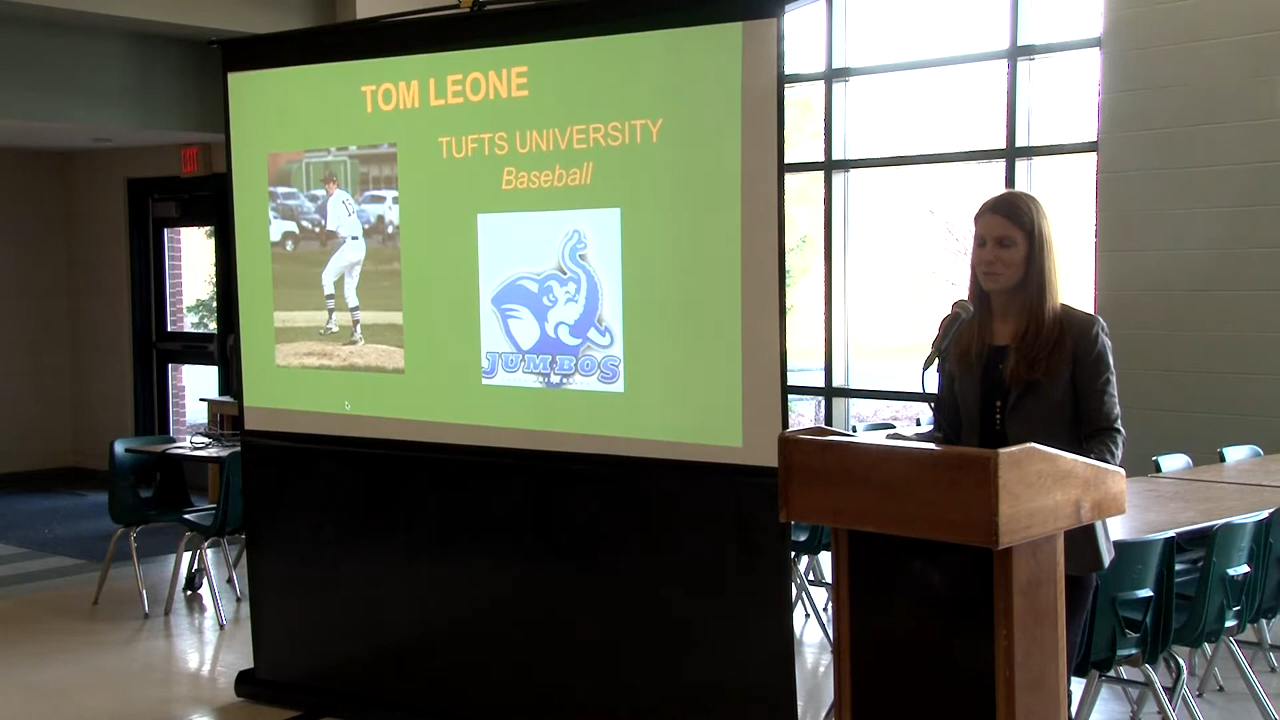 TOM LEONE
TUFTS UNIVERSITY
Baseball
JUMBOS
EXIT